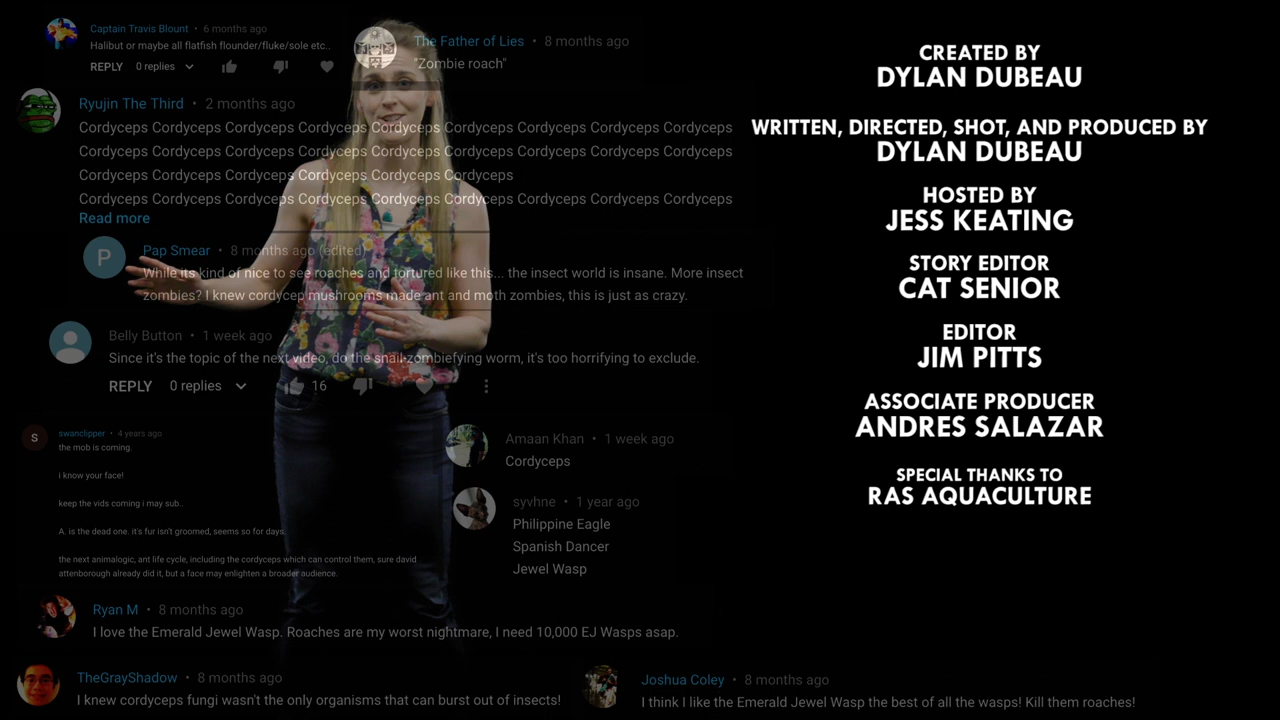 Captain Travis Blount • 6 months ago
Halibut or maybe all flatfish flounder/fluke/sole etc..
REPLY 0 replies
The Father of Lies • 8 months ago
"Zombie roach"
Ryujin The Third • 2 months ago
Cordyceps Cordyceps Cordyceps Cordyceps Cordyceps Cordyceps Cordyceps Cordyceps Cordyceps
Cordyceps Cordyceps Cordyceps Cordyceps Cordyceps Cordyceps Cordyceps Cordyceps Cordyceps
Cordyceps Cordyceps Cordyceps Cordyceps Cordyceps Cordyceps
Cordyceps Cordyceps Cordyceps Cordyceps Cordyceps Cordyceps Cordyceps Cordyceps Cordyceps
Read more
P
Pap Smear • 8 months ago (edited)
While its kind of nice to see roaches and tortured like this... the insect world is insane. More insect
zombies? I knew cordycep mushrooms made ant and moth zombies, this is just as crazy.
Belly Button • 1 week ago
Since it's the topic of the next video, do the snail-zombiefying worm, it's too horrifying to exclude.
REPLY 0 replies 16
S
swanclipper • 4 years ago
the mob is coming.
i know your face!
keep the vids coming i may sub..
A. is the dead one. it's fur isn't groomed, seems so for days.
the next animalogic, ant life cycle, including the cordyceps which can control them, sure david
attenborough already did it, but a face may enlighten a broader audience.
Amaan Khan • 1 week ago
Cordyceps
syvhne • 1 year ago
Philippine Eagle
Spanish Dancer
Jewel Wasp
Ryan M • 8 months ago
I love the Emerald Jewel Wasp. Roaches are my worst nightmare, I need 10,000 EJ Wasps asap.
TheGrayShadow • 8 months ago
I knew cordyceps fungi wasn't the only organisms that can burst out of insects!
Joshua Coley • 8 months ago
I think I like the Emerald Jewel Wasp the best of all the wasps! Kill them roaches!
CREATED BY
DYLAN DUBEAU
WRITTEN, DIRECTED, SHOT, AND PRODUCED BY
DYLAN DUBEAU
HOSTED BY
JESS KEATING
STORY EDITOR
CAT SENIOR
EDITOR
JIM PITTS
ASSOCIATE PRODUCER
ANDRES SALAZAR
SPECIAL THANKS TO
RAS AQUACULTURE